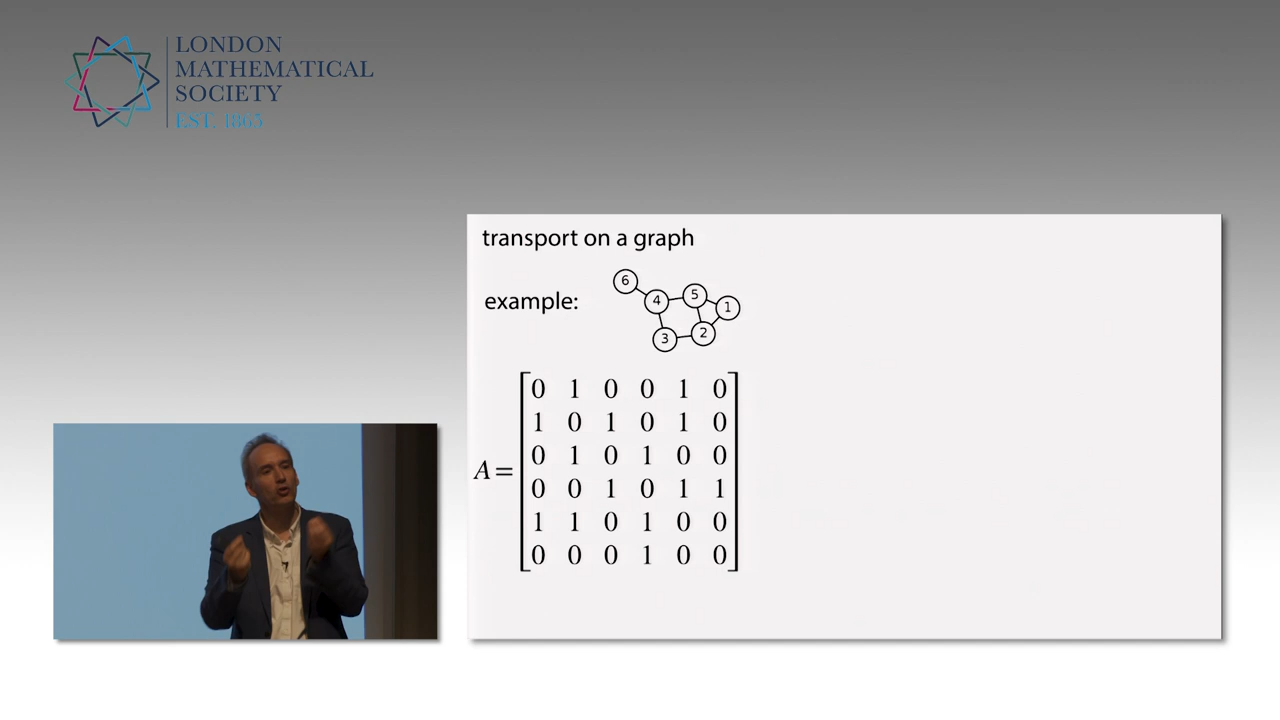 LONDON
MATHEMATICAL
SOCIETY
EST. 1865
transport on a graph
example:
6
4
5
1
3
2
A=
0 1 0 0 1 0
1 0 1 0 1 0
0 1 0 1 0 0
0 0 1 0 1 1
1 1 0 1 0 0
0 0 0 1 0 0